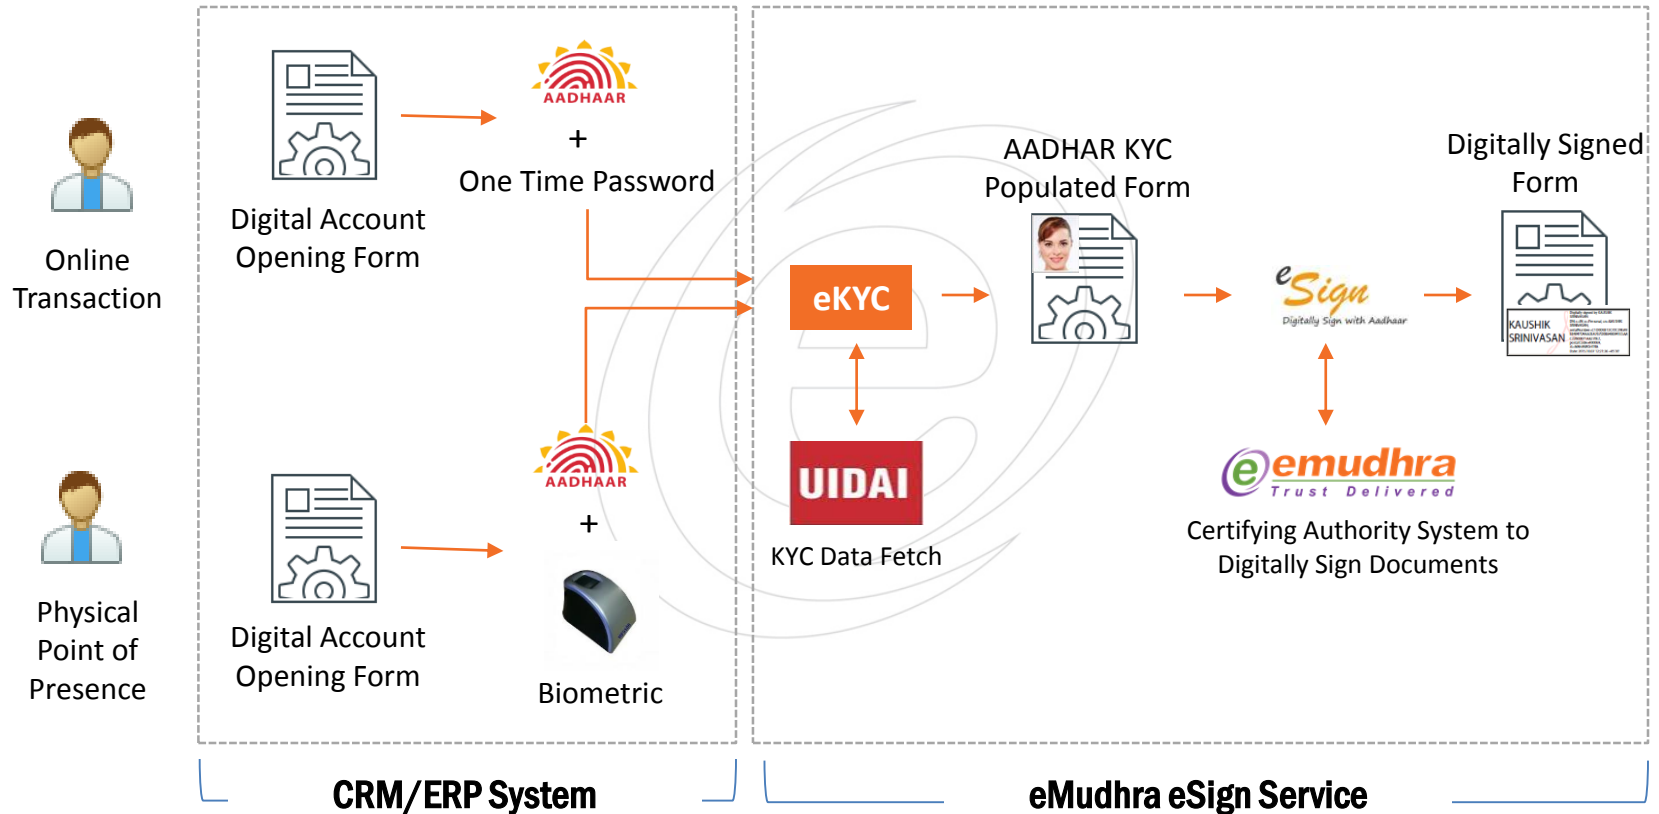 Online
Transaction
Digital Account
Opening Form
AADHAAR
+
One Time Password
Physical
Point of
Presence
Digital Account
Opening Form
AADHAAR
+
Biometric
CRM/ERP System
eKYC
UIDAI
KYC Data Fetch
AADHAR KYC
Populated Form
eSign
Digitally Sign with Aadhaar
e emudhra
Trust Delivered
Certifying Authority System to
Digitally Sign Documents
Digitally Signed
Form
KAUSHIK
SRINIVASAN
eMudhra eSign Service